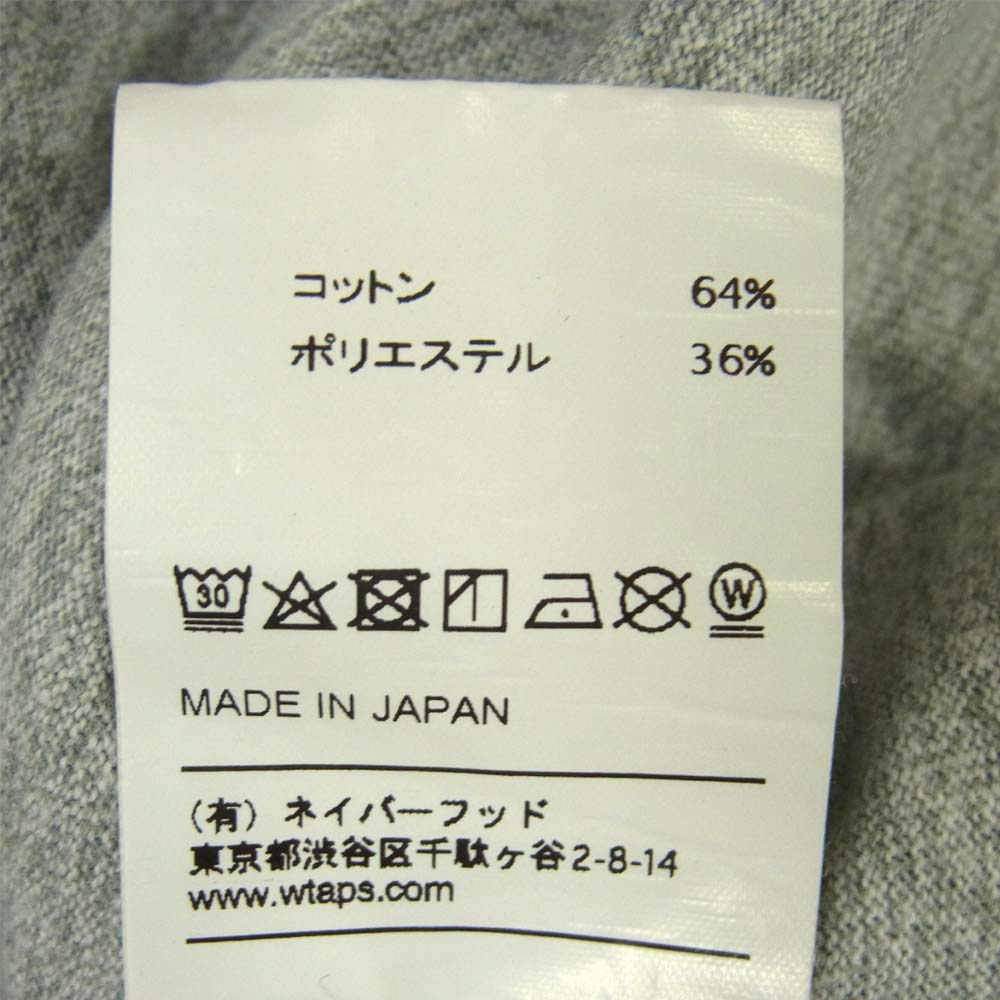 コットン 64%
ポリエステル 36%
30 W
MADE IN JAPAN
(有) ネイバーフッド
東京都渋谷区千駄ヶ谷2-8-14
www.wtaps.com